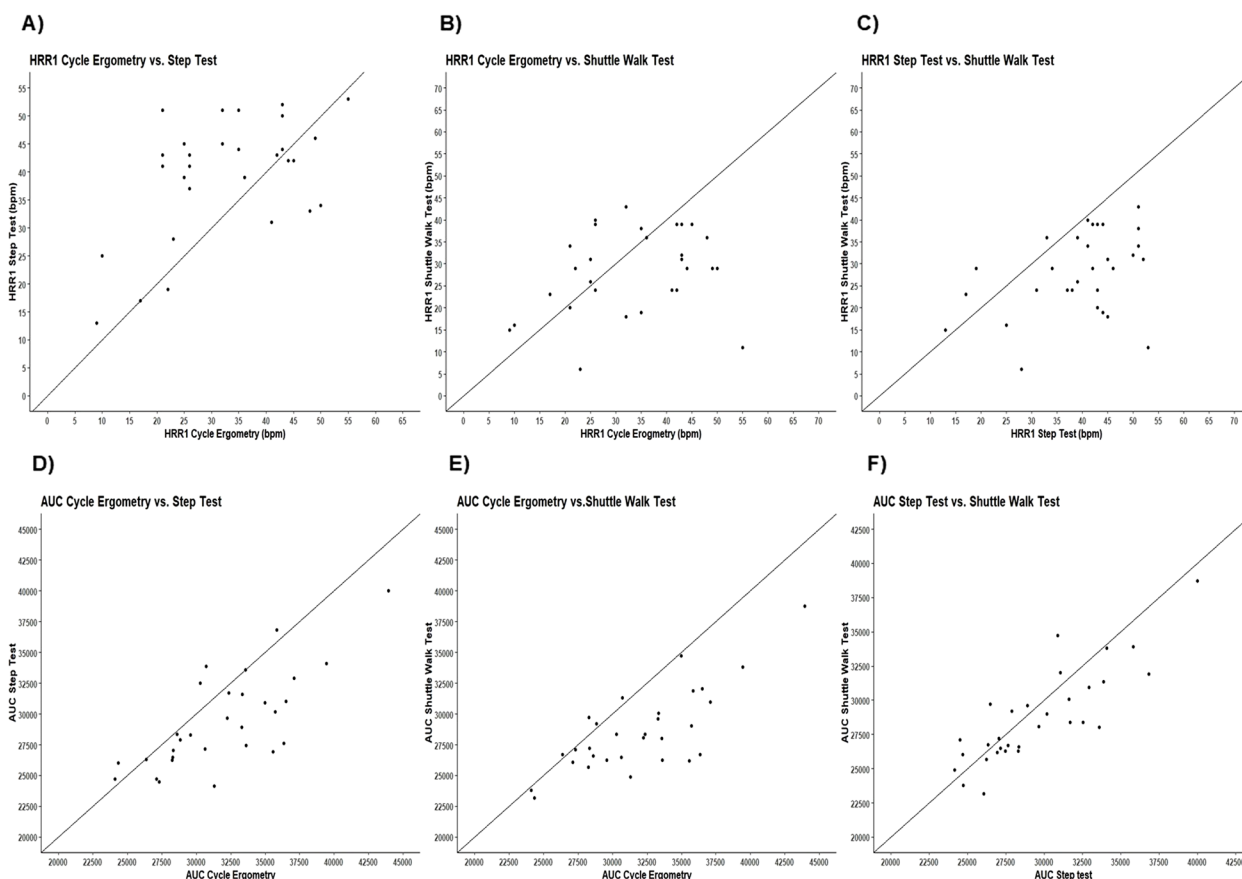 A)
HRR1 Cycle Ergometry vs. Step Test
HRR1 Step Test (bpm)
55
50
45
40
35
30
25
20
15
10
5
0
0 5 10 15 20 25 30 35 40 45 50 55 60 65
HRR1 Cycle Ergometry (bpm)
B)
HRR1 Cycle Ergometry vs. Shuttle Walk Test
HRR1 Shuttle Walk Test (bpm)
70
65
60
55
50
45
40
35
30
25
20
15
10
5
0
0 5 10 15 20 25 30 35 40 45 50 55 60 65 70
HRR1 Cycle Erogmetry (bpm)
C)
HRR1 Step Test vs. Shuttle Walk Test
HRR1 Shuttle Walk Test (bpm)
70
65
60
55
50
45
40
35
30
25
20
15
10
5
0
0 5 10 15 20 25 30 35 40 45 50 55 60 65 70
HRR1 Step Test (bpm)
D)
AUC Cycle Ergometry vs. Step Test
AUC Step Test
45000
42500
40000
37500
35000
32500
30000
27500
25000
22500
20000
20000 22500 25000 27500 30000 32500 35000 37500 40000 42500 45000
AUC Cycle Ergometry
E)
AUC Cycle Ergometry vs.Shuttle Walk Test
AUC Shuttle Walk Test
45000
42500
40000
37500
35000
32500
30000
27500
25000
22500
20000
20000 22500 25000 27500 30000 32500 35000 37500 40000 42500 45000
AUC Cycle Ergometry
F)
AUC Step Test vs. Shuttle Walk Test
AUC Shuttle Walk Test
42500
40000
37500
35000
32500
30000
27500
25000
22500
20000
20000 22500 25000 27500 30000 32500 35000 37500 40000 4250
AUC Step test